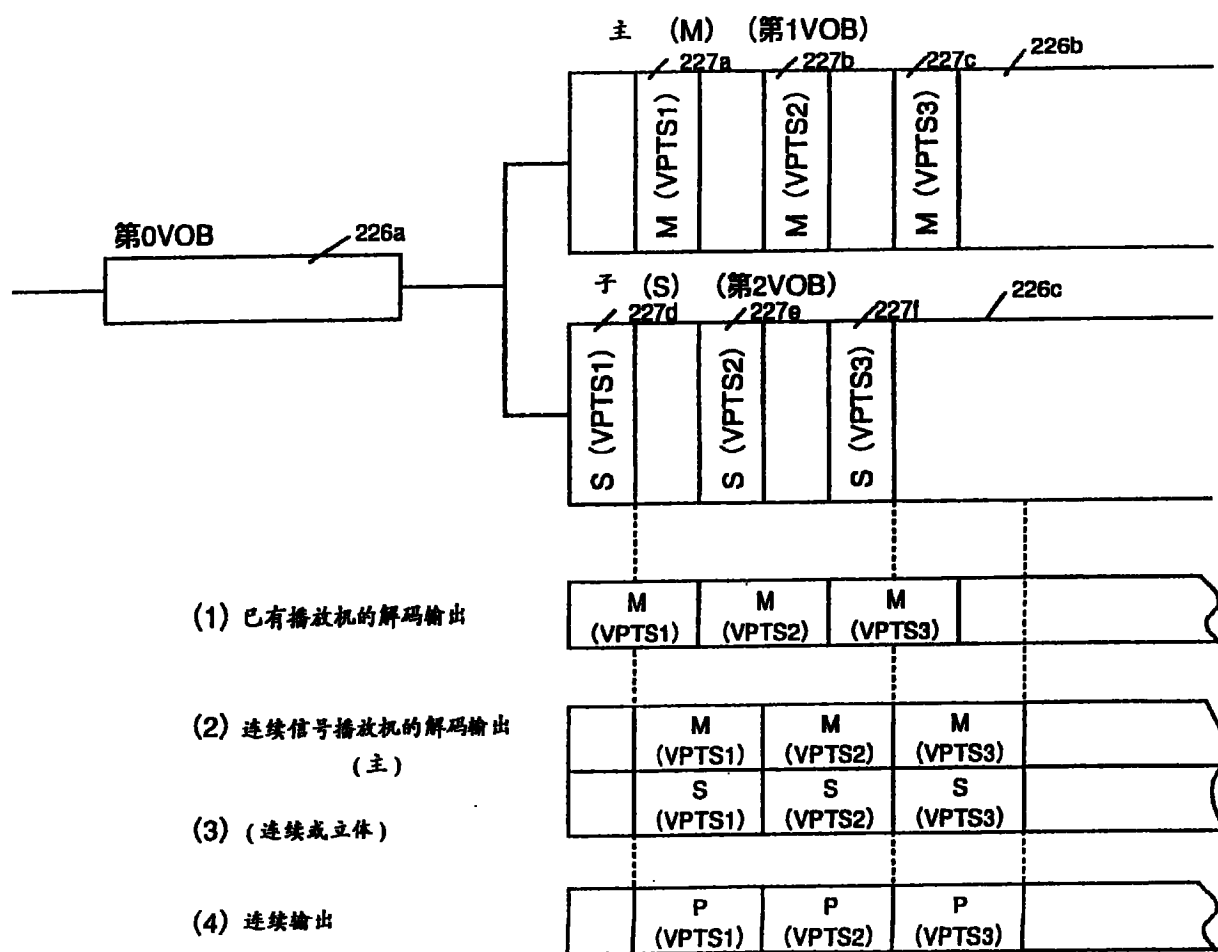 主 (M) (第1VOB)
227a 227b 227c 226b
M (VPTS1)
M (VPTS2)
M (VPTS3)
第0VOB
226a
子 (S) (第2VOB)
227d 227e 227f 226c
S (VPTS1)
S (VPTS2)
S (VPTS3)
(1) 已有播放机的解码输出
M M M
(VPTS1) (VPTS2) (VPTS3)
(2) 连续信号播放机的解码输出
(主)
M M M
(VPTS1) (VPTS2) (VPTS3)
(3) (连续或立体)
S S S
(VPTS1) (VPTS2) (VPTS3)
(4) 连续输出
P P P
(VPTS1) (VPTS2) (VPTS3)